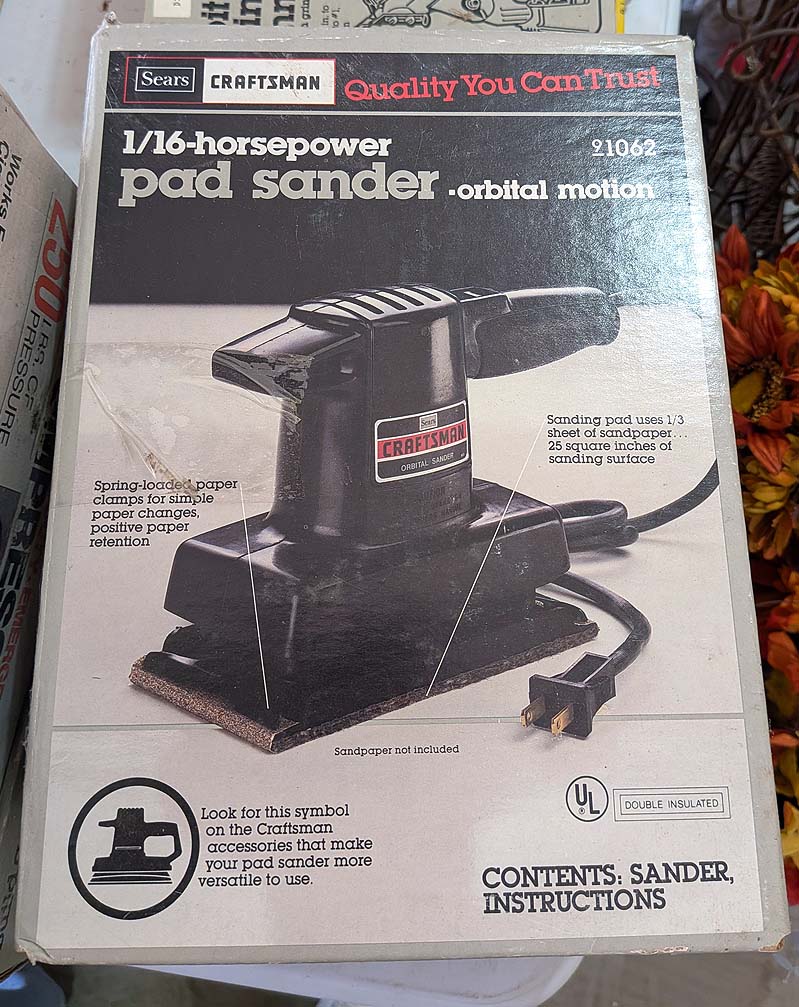 Sears CRAFTSMAN Quality You Can Trust
1/16-horsepower 91062
pad sander -orbital motion
Sears
CRAFTSMAN
ORBITAL SANDER
Sanding pad uses 1/3
sheet of sandpaper...
25 square inches of
sanding surface
Spring-loaded paper
clamps for simple
paper changes,
positive paper
retention
Sandpaper not included
Look for this symbol
on the Craftsman
accessories that make
your pad sander more
versatile to use.
UL
DOUBLE INSULATED
CONTENTS: SANDER,
INSTRUCTIONS
250
LBS. OF
PRESSURE